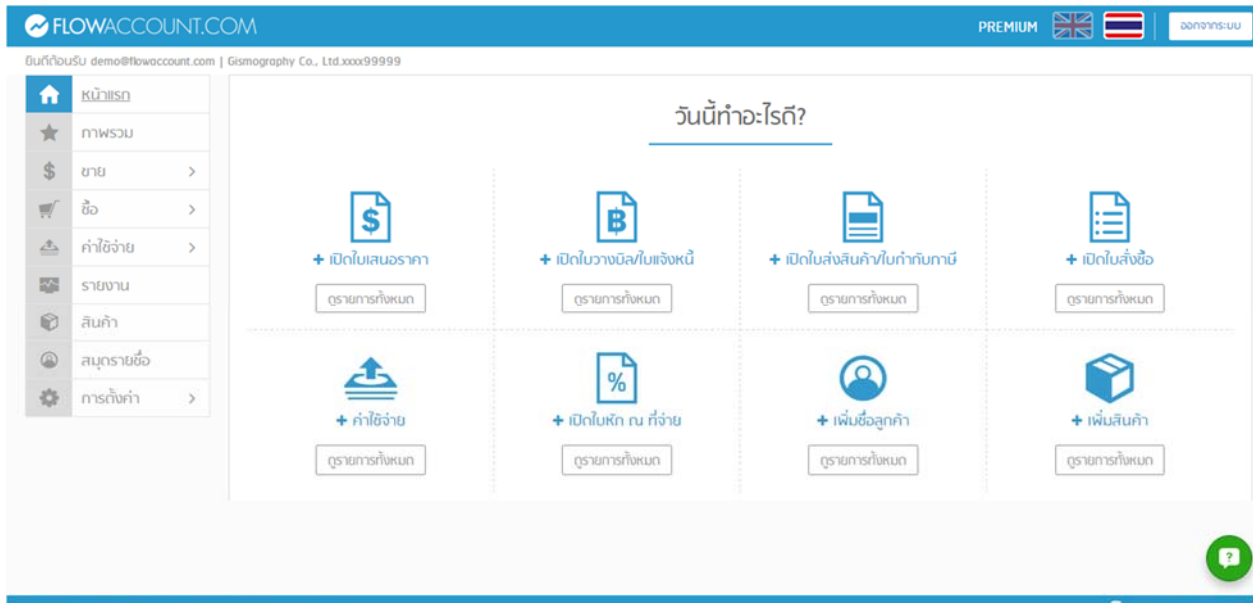 FLOWACCOUNT.COM
PREMIUM
ออกจากระบบ
ยินดีต้อนรับ demo@flowaccount.com | Gismography Co., Ltd.xxxx99999
หน้าแรก
ภาพรวม
ขาย
ซื้อ
ค่าใช้จ่าย
รายงาน
สินค้า
สมุดรายชื่อ
การตั้งค่า
วันนี้ทำอะไรดี?
$ B
+ เปิดใบเสนอราคา + เปิดใบวางบิล/ใบแจ้งหนี้ + เปิดใบส่งสินค้า/ใบกำกับภาษี + เปิดใบสั่งซื้อ
ดูรายการทั้งหมด ดูรายการทั้งหมด ดูรายการทั้งหมด ดูรายการทั้งหมด
%
+ ค่าใช้จ่าย + เปิดใบหัก ณ ที่จ่าย + เพิ่มชื่อลูกค้า + เพิ่มสินค้า
ดูรายการทั้งหมด ดูรายการทั้งหมด ดูรายการทั้งหมด ดูรายการทั้งหมด
?